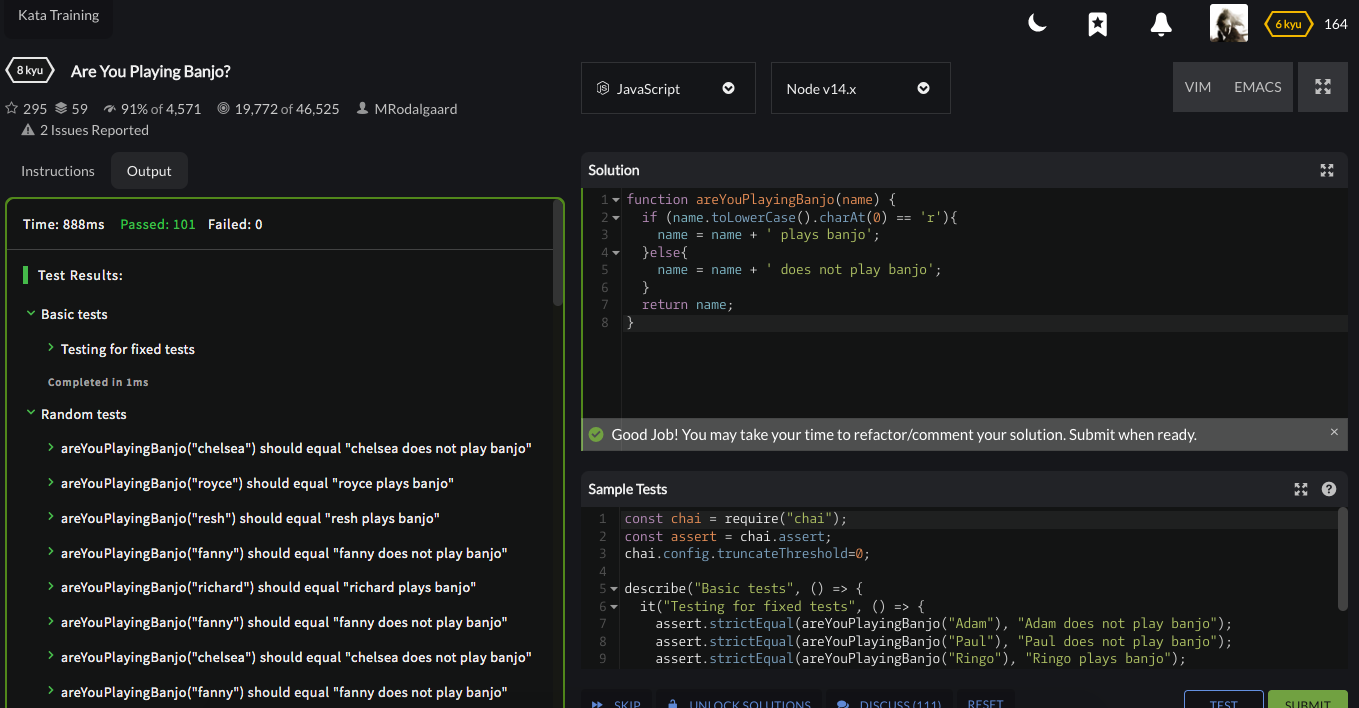 Kata Training
6 kyu 164
8 kyu Are You Playing Banjo?
295 59 91% of 4,571 19,772 of 46,525 MRodalgaard
2 Issues Reported
JavaScript
Node v14.x
VIM EMACS
Instructions Output
Time: 888ms Passed: 101 Failed: 0
Test Results:
Basic tests
Testing for fixed tests
Completed in 1ms
Random tests
areYouPlayingBanjo("chelsea") should equal "chelsea does not play banjo"
areYouPlayingBanjo("royce") should equal "royce plays banjo"
areYouPlayingBanjo("resh") should equal "resh plays banjo"
areYouPlayingBanjo("fanny") should equal "fanny does not play banjo"
areYouPlayingBanjo("richard") should equal "richard plays banjo"
areYouPlayingBanjo("fanny") should equal "fanny does not play banjo"
areYouPlayingBanjo("chelsea") should equal "chelsea does not play banjo"
areYouPlayingBanjo("fanny") should equal "fanny does not play banjo"
Solution
1 function areYouPlayingBanjo(name) {
2 if (name.toLowerCase().charAt(0) == 'r'){
3 name = name + ' plays banjo';
4 }else{
5 name = name + ' does not play banjo';
6 }
7 return name;
8 }
Good Job! You may take your time to refactor/comment your solution. Submit when ready.
Sample Tests
1 const chai = require("chai");
2 const assert = chai.assert;
3 chai.config.truncateThreshold=0;
4
5 describe("Basic tests", () => {
6 it("Testing for fixed tests", () => {
7 assert.strictEqual(areYouPlayingBanjo("Adam"), "Adam does not play banjo");
8 assert.strictEqual(areYouPlayingBanjo("Paul"), "Paul does not play banjo");
9 assert.strictEqual(areYouPlayingBanjo("Ringo"), "Ringo plays banjo");
SKIP UNLOCK SOLUTIONS DISCUSS (111) RESET TEST SUBMIT